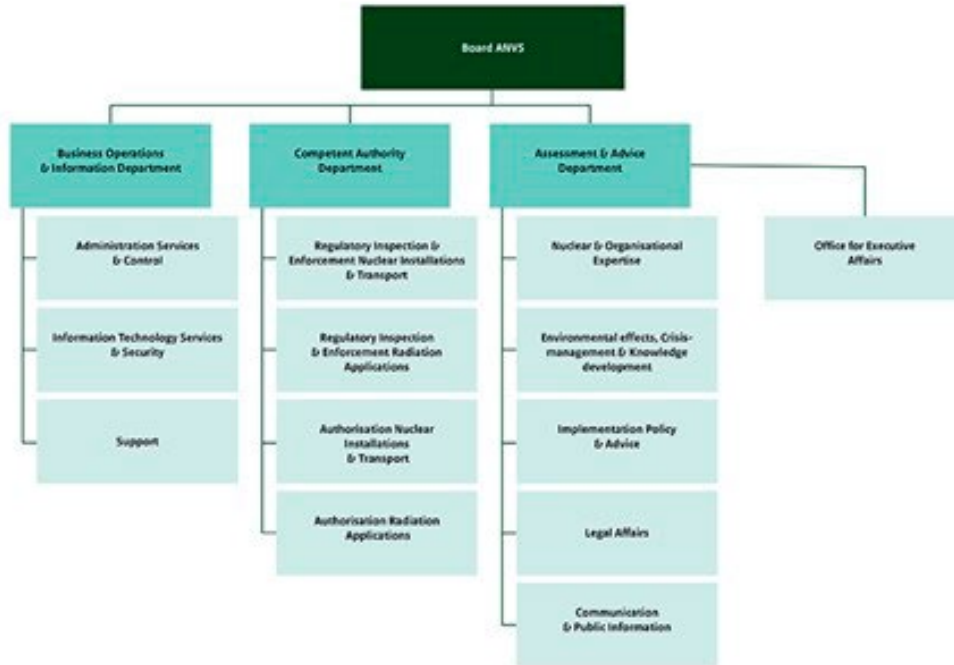 Board ANVS
Business Operations
& Information Department
Competent Authority
Department
Assessment & Advice
Department
Administration Services
& Control
Information Technology Services
& Security
Support
Regulatory Inspection &
Enforcement Nuclear Installations
& Transport
Regulatory Inspection
& Enforcement Radiation
Applications
Authorisation Nuclear
Installations
& Transport
Authorisation Radiation
Applications
Nuclear & Organisational
Expertise
Environmental effects, Crisis-
management & Knowledge
development
Implementation Policy
& Advice
Legal Affairs
Communication
& Public Information
Office for Executive
Affairs